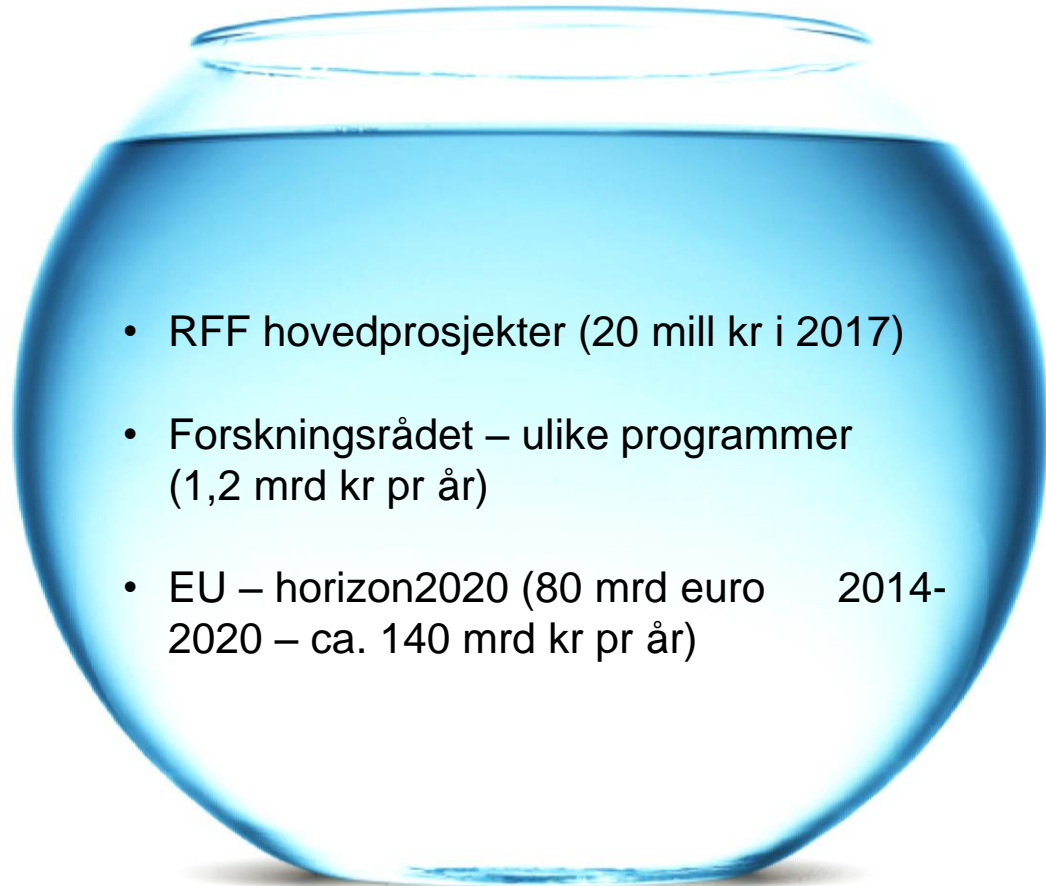 • RFF hovedprosjekter (20 mill kr i 2017)
• Forskningsrådet – ulike programmer
(1,2 mrd kr pr år)
• EU – horizon2020 (80 mrd euro 2014-
2020 – ca. 140 mrd kr pr år)